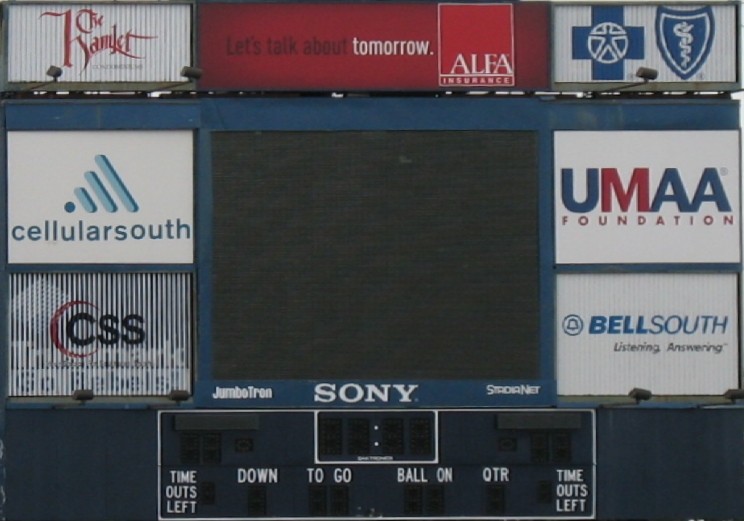 The Hamlet
Let's talk about tomorrow.
ALFA
INSURANCE
cellularsouth
UMAA
FOUNDATION
CSS
BELLSOUTH
Listening. Answering.
JumboTron
SONY
StadiaNet
DAKTRONICS
TIME OUTS LEFT
DOWN
TO GO
BALL ON
QTR
TIME OUTS LEFT